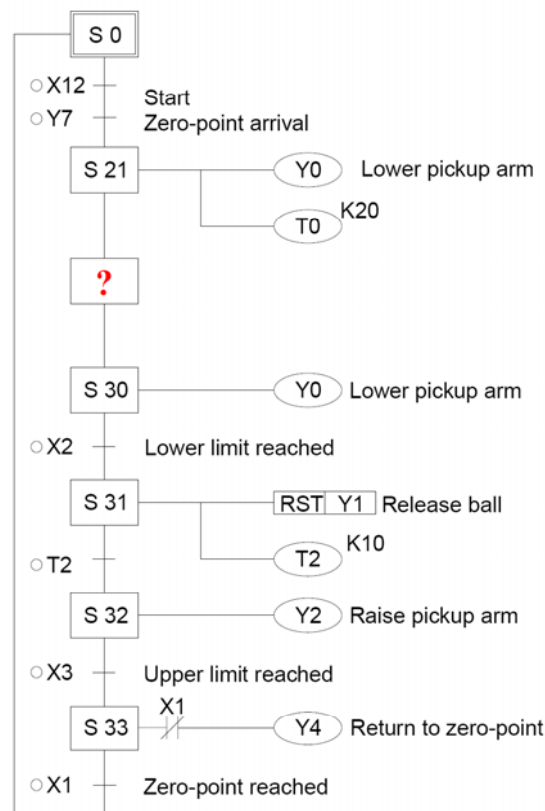 S 0
X12
Start
Y7
Zero-point arrival
S 21
Y0
Lower pickup arm
T0
K20
?
S 30
Y0
Lower pickup arm
X2
Lower limit reached
S 31
RST Y1
Release ball
T2
K10
T2
S 32
Y2
Raise pickup arm
X3
Upper limit reached
X1
S 33
Y4
Return to zero-point
X1
Zero-point reached